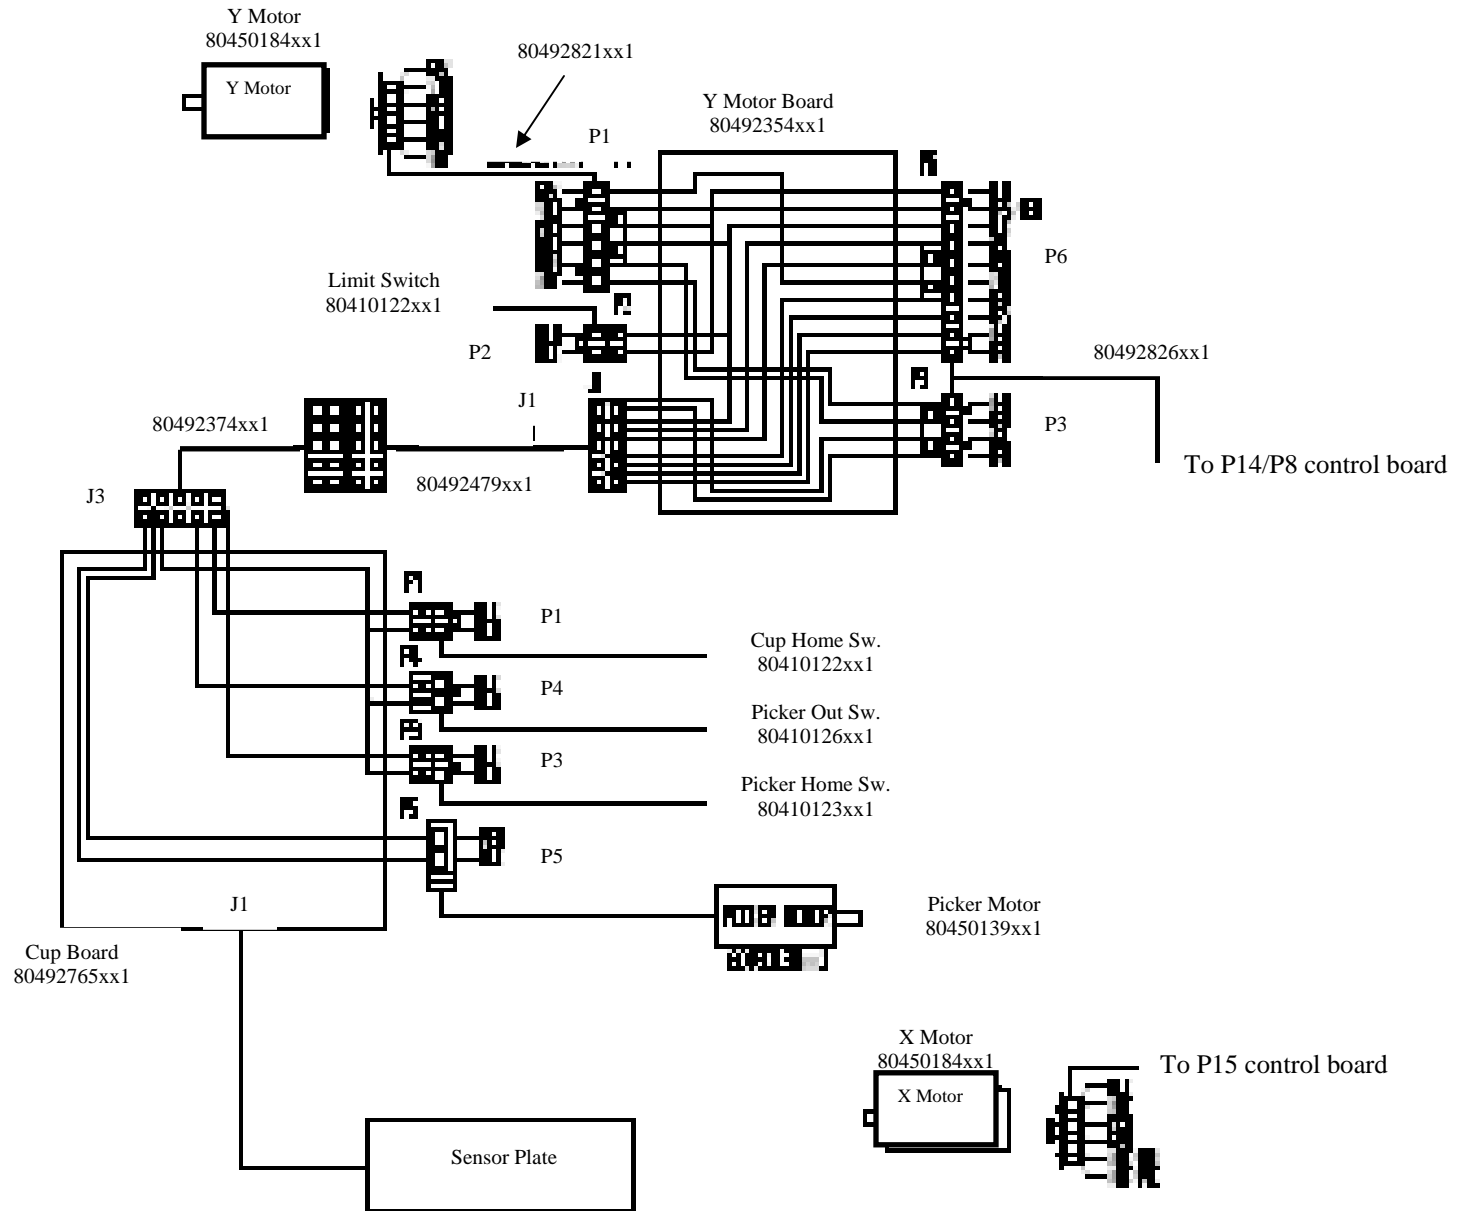 Y Motor
80450184xx1
Y Motor
80492821xx1
P1
Y Motor Board
80492354xx1
P6
Limit Switch
80410122xx1
P2
80492826xx1
J1
80492374xx1
P3
80492479xx1
To P14/P8 control board
J3
P1
Cup Home Sw.
80410122xx1
P4
Picker Out Sw.
80410126xx1
P3
Picker Home Sw.
80410123xx1
P5
J1
Picker Motor
80450139xx1
Cup Board
80492765xx1
X Motor
80450184xx1
X Motor
To P15 control board
Sensor Plate